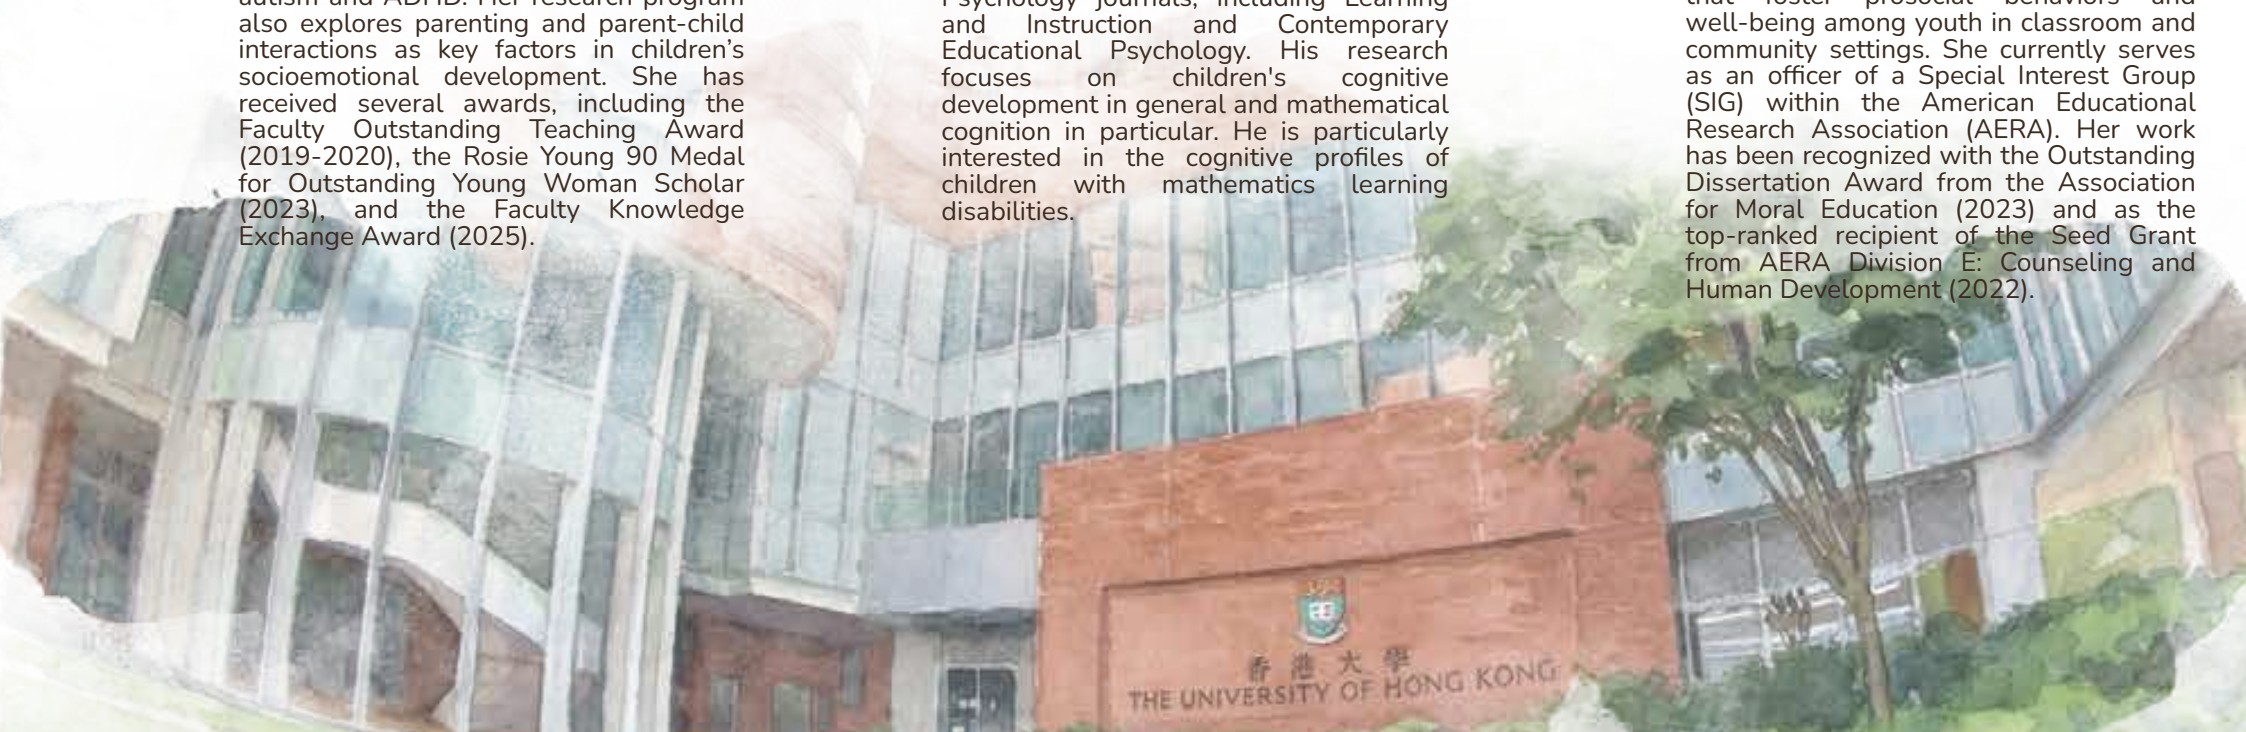 autism and ADHD. Her research program
also explores parenting and parent-child
interactions as key factors in children's
socioemotional development. She has
received several awards, including the
Faculty Outstanding Teaching Award
(2019-2020), the Rosie Young 90 Medal
for Outstanding Young Woman Scholar
(2023), and the Faculty Knowledge
Exchange Award (2025).
Psychology journals, including Learning
and Instruction and Contemporary
Educational Psychology. His research
focuses on children's cognitive
development in general and mathematical
cognition in particular. He is particularly
interested in the cognitive profiles of
children with mathematics learning
disabilities.
that foster prosocial behaviors and
well-being among youth in classroom and
community settings. She currently serves
as an officer of a Special Interest Group
(SIG) within the American Educational
Research Association (AERA). Her work
has been recognized with the Outstanding
Dissertation Award from the Association
for Moral Education (2023) and as the
top-ranked recipient of the Seed Grant
from AERA Division E: Counseling and
Human Development (2022).
香港大學
THE UNIVERSITY OF HONG KONG